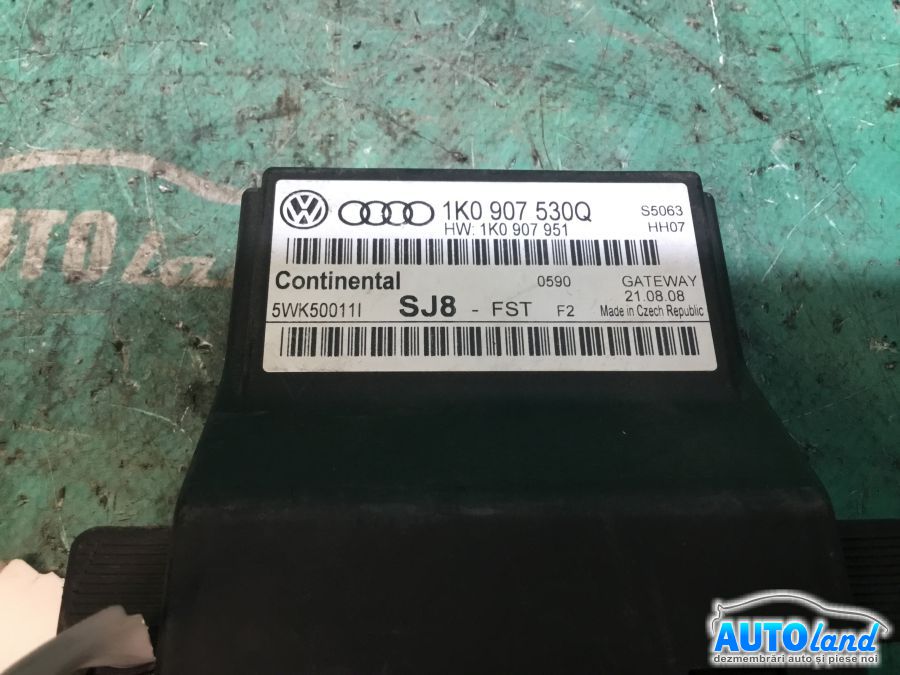 1K0 907 530Q
HW: 1K0 907 951
S5063
HH07
Continental
0590
GATEWAY
21.08.08
5WK50011I
SJ8 - FST F2
Made in Czech Republic
AUTOland
dezmembrări auto și piese noi